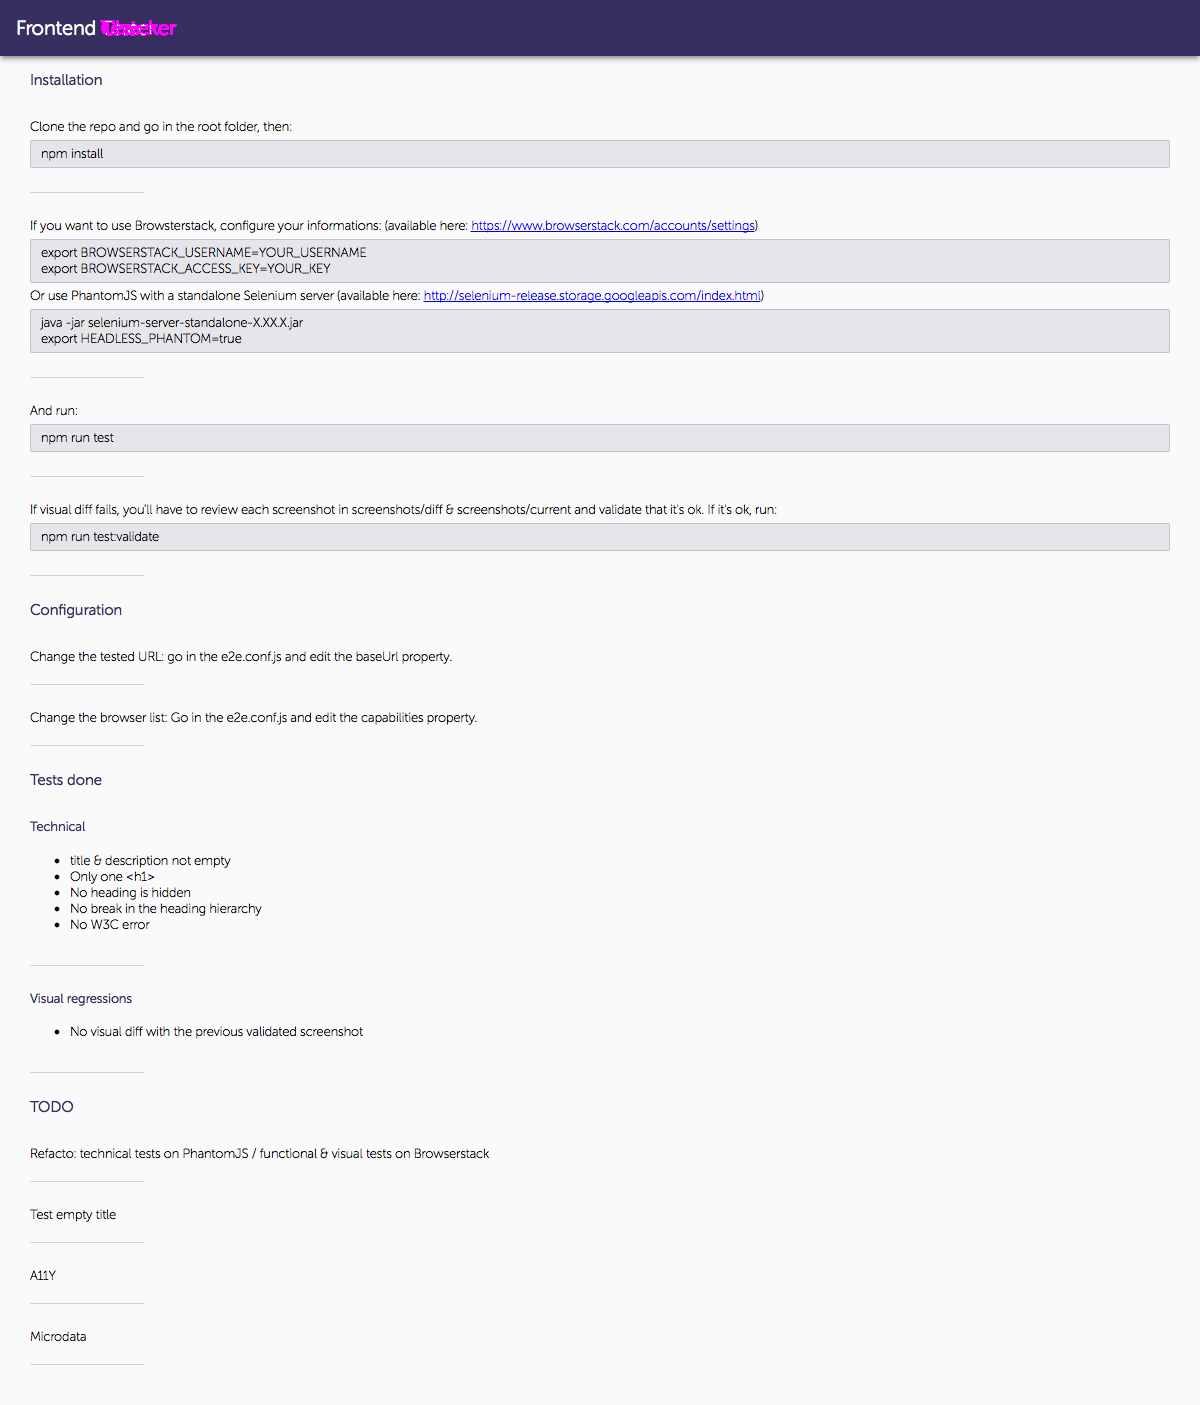 Frontend
Installation
Clone the repo and go in the root folder, then:
npm install
If you want to use Browsterstack, configure your informations: (available here: https://www.browserstack.com/accounts/settings)
export BROWSERSTACK_USERNAME=YOUR_USERNAME
export BROWSERSTACK_ACCESS_KEY=YOUR_KEY
Or use PhantomJS with a standalone Selenium server (available here: http://selenium-release.storage.googleapis.com/index.html)
java -jar selenium-server-standalone-X.XX.X.jar
export HEADLESS_PHANTOM=true
And run:
npm run test
If visual diff fails, you'll have to review each screenshot in screenshots/diff & screenshots/current and validate that it's ok. If it's ok, run:
npm run test:validate
Configuration
Change the tested URL: go in the e2e.conf.js and edit the baseUrl property.
Change the browser list: Go in the e2e.conf.js and edit the capabilities property.
Tests done
Technical
• title & description not empty
• Only one <h1>
• No heading is hidden
• No break in the heading hierarchy
• No W3C error
Visual regressions
• No visual diff with the previous validated screenshot
TODO
Refacto: technical tests on PhantomJS / functional & visual tests on Browserstack
Test empty title
A11Y
Microdata